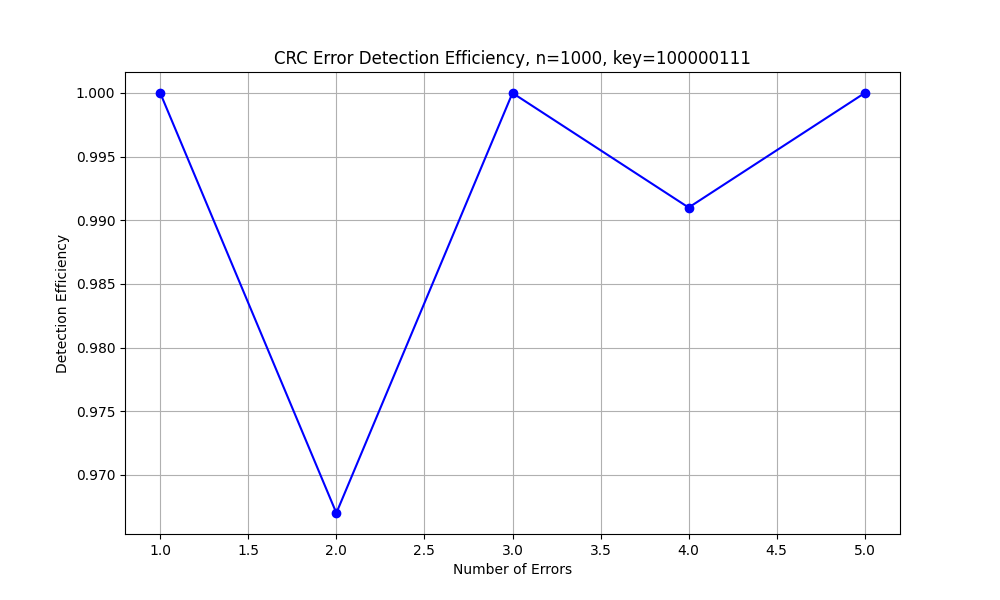 CRC Error Detection Efficiency, n=1000, key=100000111
1.000
0.995
0.990
0.985
0.980
0.975
0.970
Detection Efficiency
1.0 1.5 2.0 2.5 3.0 3.5 4.0 4.5 5.0
Number of Errors